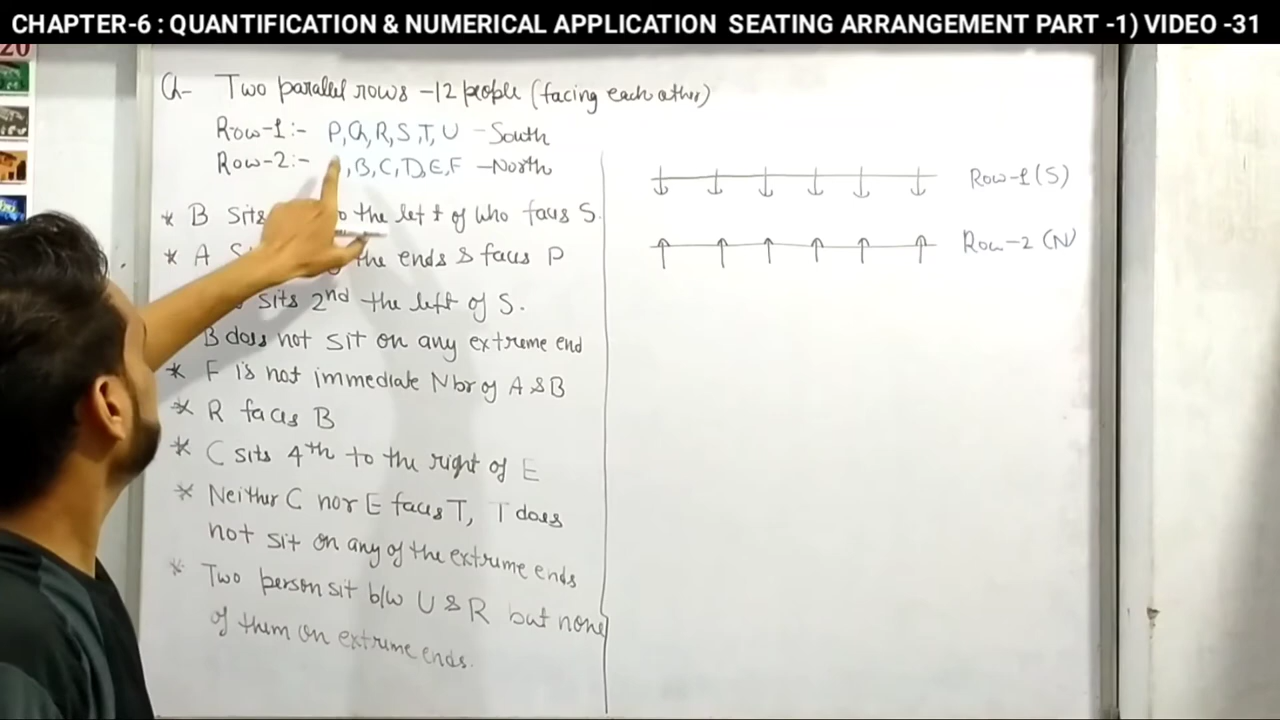 CHAPTER-6 : QUANTIFICATION & NUMERICAL APPLICATION SEATING ARRANGEMENT PART -1) VIDEO -31
20
Q- Two parallel rows -12 people (facing each other)
Row-1:- P, Q, R, S, T, U - South
Row-2:- , B, C, D, E, F - North
* B sits to the left of who faces S.
* A the ends & faces P
sits 2nd the left of S.
B does not sit on any extreme end
* F is not immediate Nbr of A & B
* R faces B
* C sits 4th to the right of E
* Neither C nor E faces T, T does
not sit on any of the extreme ends
* Two person sit b/w U & R but none
of them on extreme ends.
Row-1(S)
Row-2 (N)